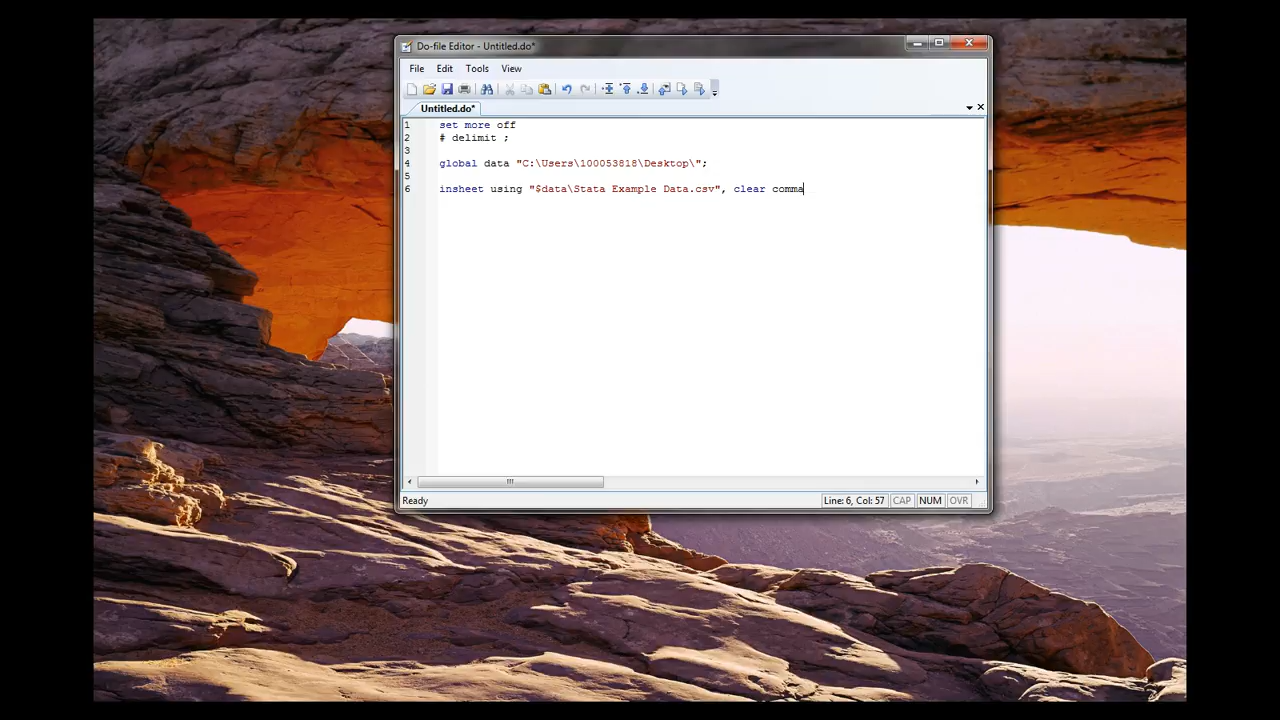 Do-file Editor - Untitled.do*
File Edit Tools View
Untitled.do*
1 set more off
2 # delimit ;
3
4 global data "C:\Users\100053818\Desktop\";
5
6 insheet using "$data\Stata Example Data.csv", clear comma
Ready Line: 6, Col: 57 CAP NUM OVR